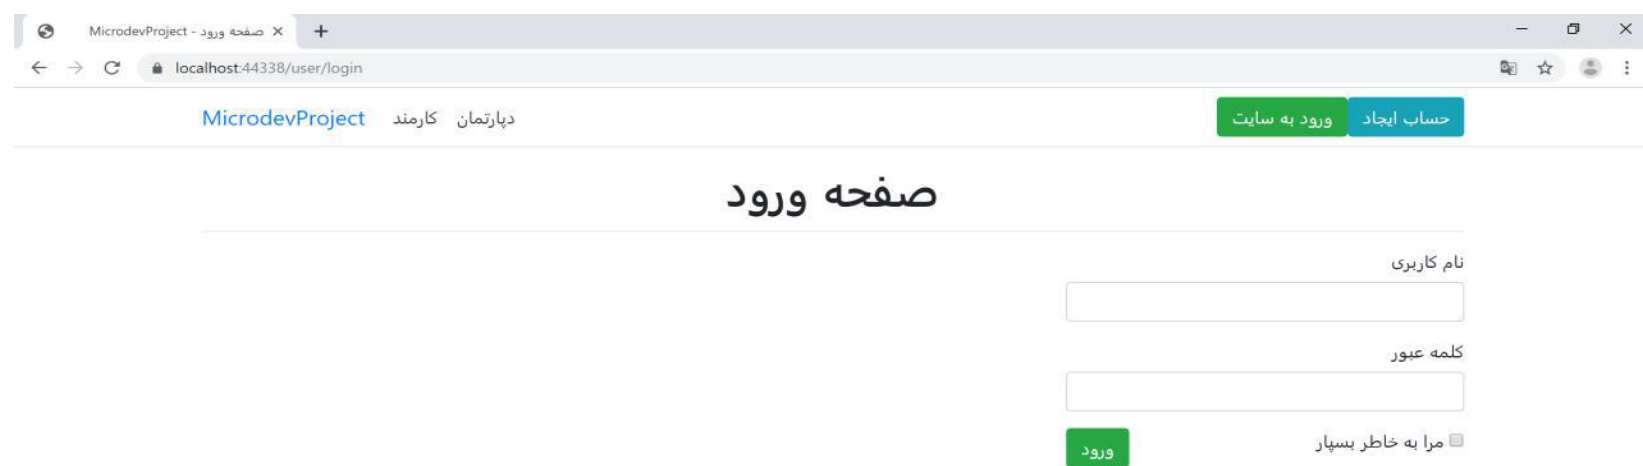 صفحه ورود - MicrodevProject
localhost:44338/user/login
MicrodevProject کارمند دپارتمان
حساب ایجاد ورود به سایت
صفحه ورود
نام کاربری
کلمه عبور
مرا به خاطر بسپار
ورود